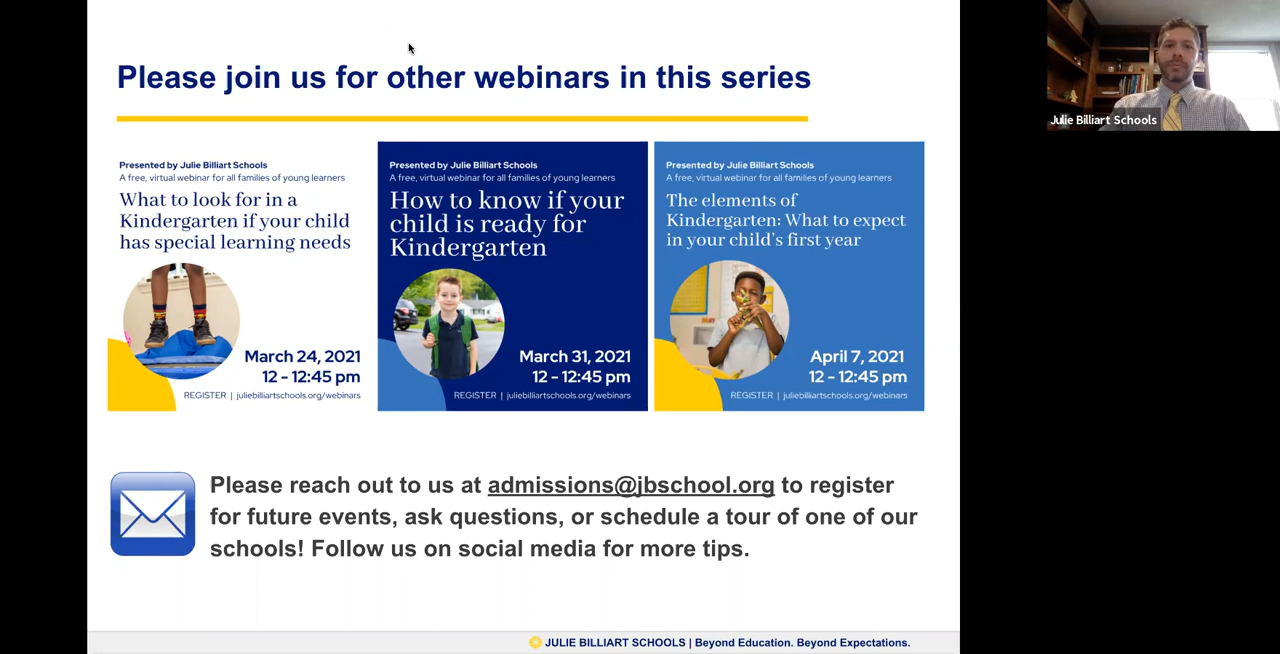 Please join us for other webinars in this series
Julie Billiart Schools
Presented by Julie Billiart Schools
A free, virtual webinar for all families of young learners
What to look for in a
Kindergarten if your child
has special learning needs
March 24, 2021
12 - 12:45 pm
REGISTER | juliebilliartschools.org/webinars
Presented by Julie Billiart Schools
A free, virtual webinar for all families of young learners
How to know if your
child is ready for
Kindergarten
March 31, 2021
12 - 12:45 pm
REGISTER | juliebilliartschools.org/webinars
Presented by Julie Billiart Schools
A free, virtual webinar for all families of young learners
The elements of
Kindergarten: What to expect
in your child's first year
April 7, 2021
12 - 12:45 pm
REGISTER | juliebilliartschools.org/webinars
Please reach out to us at admissions@jbschool.org to register
for future events, ask questions, or schedule a tour of one of our
schools! Follow us on social media for more tips.
JULIE BILLIART SCHOOLS | Beyond Education. Beyond Expectations.